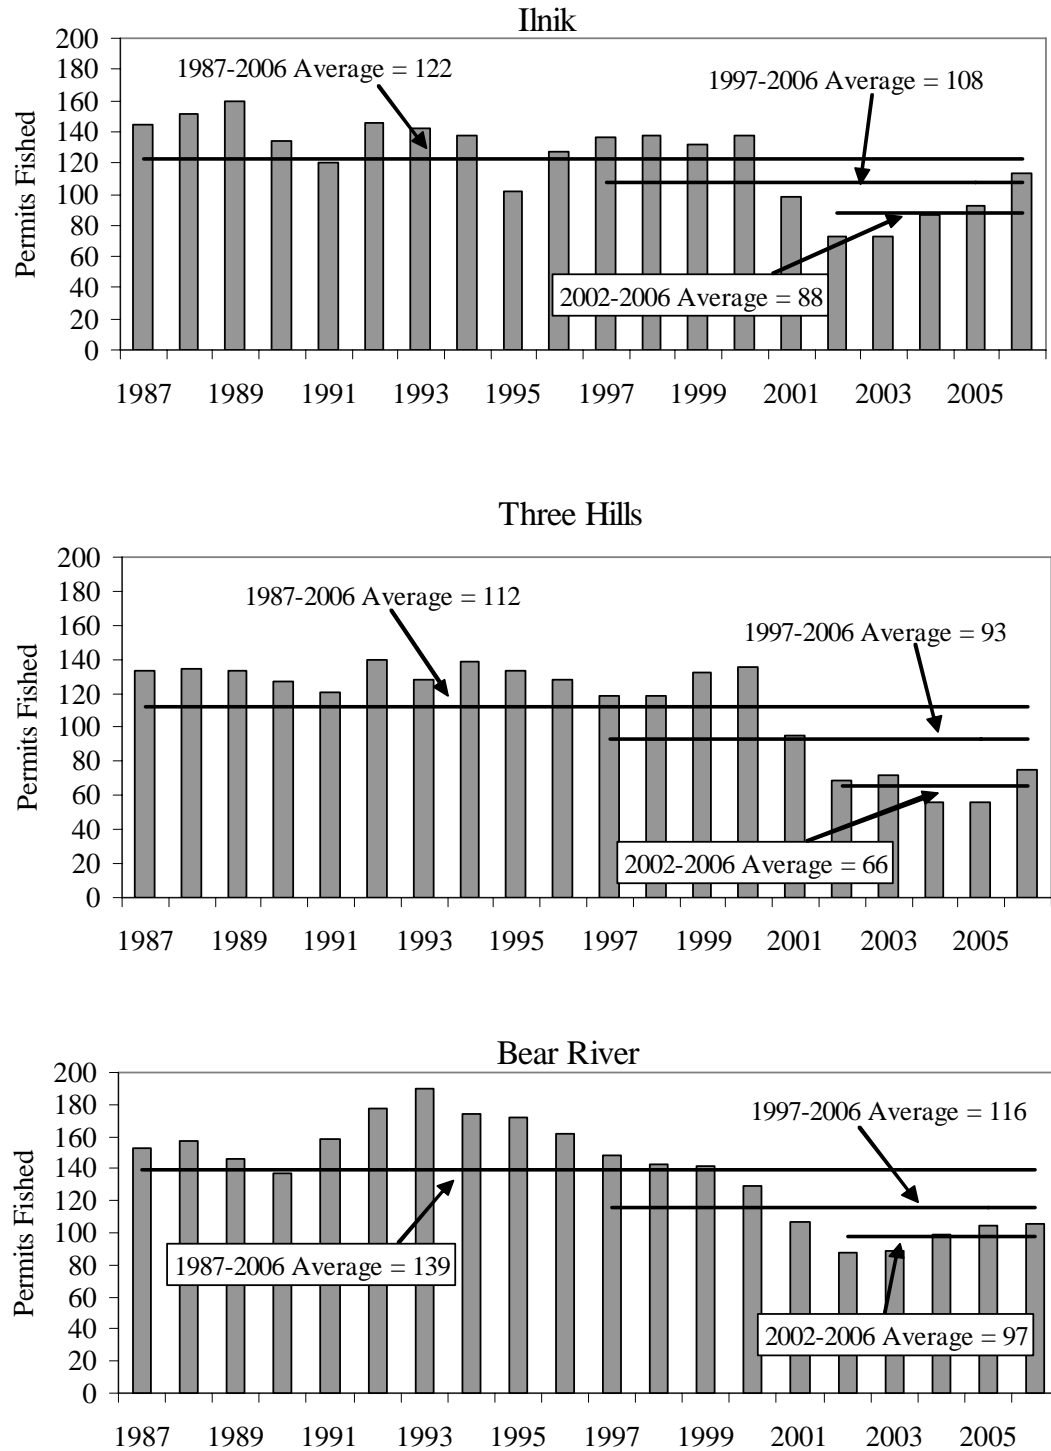 Ilnik
200
180
160
140
120
100
80
60
40
20
0
Permits Fished
1987-2006 Average = 122
1997-2006 Average = 108
2002-2006 Average = 88
1987 1989 1991 1993 1995 1997 1999 2001 2003 2005
Three Hills
200
180
160
140
120
100
80
60
40
20
0
Permits Fished
1987-2006 Average = 112
1997-2006 Average = 93
2002-2006 Average = 66
1987 1989 1991 1993 1995 1997 1999 2001 2003 2005
Bear River
200
180
160
140
120
100
80
60
40
20
0
Permits Fished
1997-2006 Average = 116
1987-2006 Average = 139
2002-2006 Average = 97
1987 1989 1991 1993 1995 1997 1999 2001 2003 2005